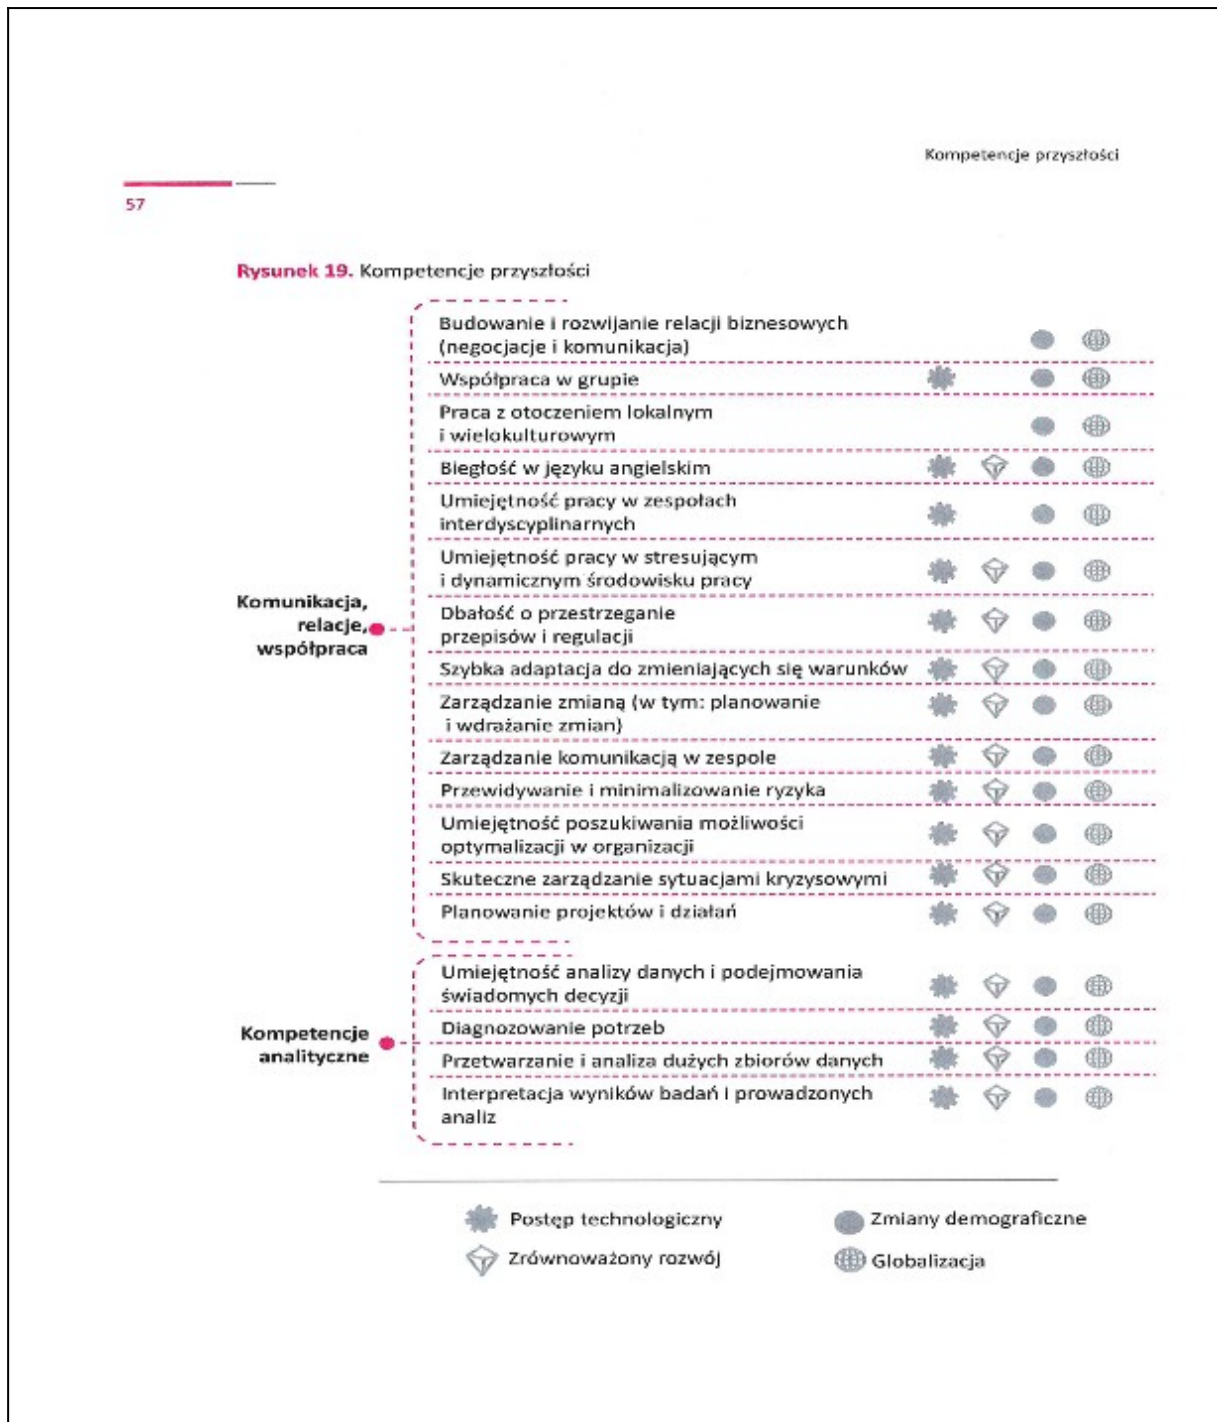 Kompetencje przyszłości
57
Rysunek 19. Kompetencje przyszłości
Budowanie i rozwijanie relacji biznesowych
(negocjacje i komunikacja)
Współpraca w grupie
Praca z otoczeniem lokalnym
i wielokulturowym
Biegłość w języku angielskim
Umiejętność pracy w zespołach
interdyscyplinarnych
Umiejętność pracy w stresującym
i dynamicznym środowisku pracy
Komunikacja,
relacje,
współpraca
Dbałość o przestrzeganie
przepisów i regulacji
Szybka adaptacja do zmieniających się warunków
Zarządzanie zmianą (w tym: planowanie
i wdrażanie zmian)
Zarządzanie komunikacją w zespole
Przewidywanie i minimalizowanie ryzyka
Umiejętność poszukiwania możliwości
optymalizacji w organizacji
Skuteczne zarządzanie sytuacjami kryzysowymi
Planowanie projektów i działań
Umiejętność analizy danych i podejmowania
świadomych decyzji
Kompetencje
analityczne
Diagnozowanie potrzeb
Przetwarzanie i analiza dużych zbiorów danych
Interpretacja wyników badań i prowadzonych
analiz
Postęp technologiczny
Zmiany demograficzne
Zrównoważony rozwój
Globalizacja